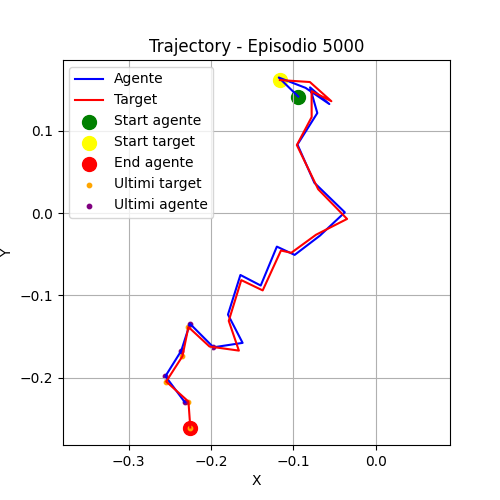 Trajectory - Episodio 5000
Agente
Target
Start agente
Start target
End agente
Ultimi target
Ultimi agente
0.1
0.0
−0.1
−0.2
Y
−0.3
−0.2
−0.1
0.0
X